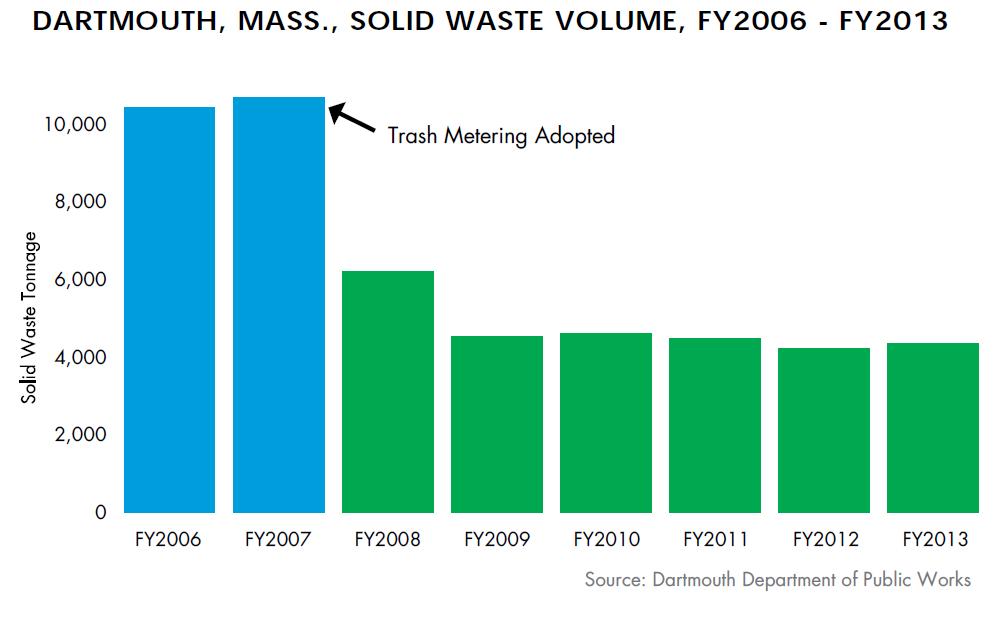 DARTMOUTH, MASS., SOLID WASTE VOLUME, FY2006 - FY2013
10,000
8,000
6,000
4,000
2,000
0
Solid Waste Tonnage
Trash Metering Adopted
FY2006 FY2007 FY2008 FY2009 FY2010 FY2011 FY2012 FY2013
Source: Dartmouth Department of Public Works